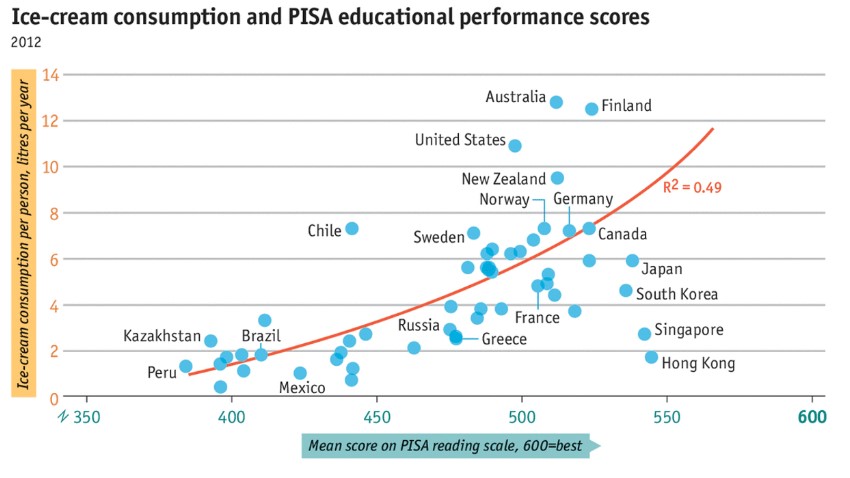 Ice-cream consumption and PISA educational performance scores
2012
Ice-cream consumption per person, litres per year
14
12
10
8
6
4
2
0
Australia
Finland
United States
New Zealand
R2 = 0.49
Norway
Germany
Chile
Sweden
Canada
Japan
South Korea
France
Russia
Kazakhstan
Brazil
Greece
Singapore
Peru
Hong Kong
Mexico
350
400
450
500
550
600
Mean score on PISA reading scale, 600=best